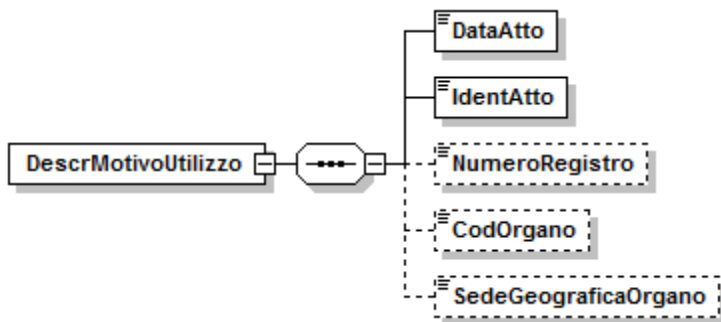 DataAtto
IdentAtto
DescrMotivoUtilizzo
NumeroRegistro
CodOrgano
SedeGeograficaOrgano